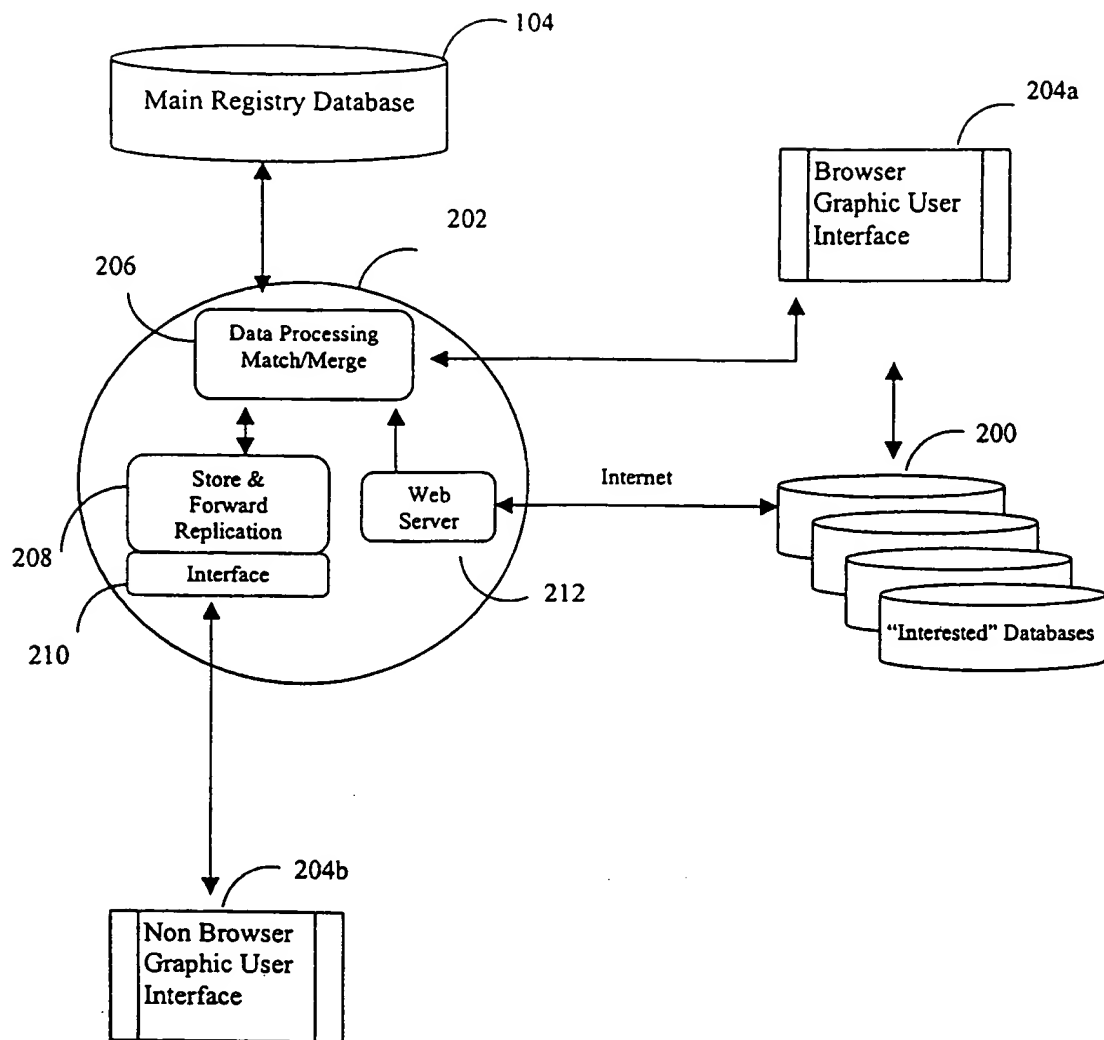 104
Main Registry Database
204a
Browser
Graphic User
Interface
202
206
Data Processing
Match/Merge
200
Internet
Store &
Forward
Replication
Web
Server
208
Interface
212
"Interested" Databases
210
204b
Non Browser
Graphic User
Interface